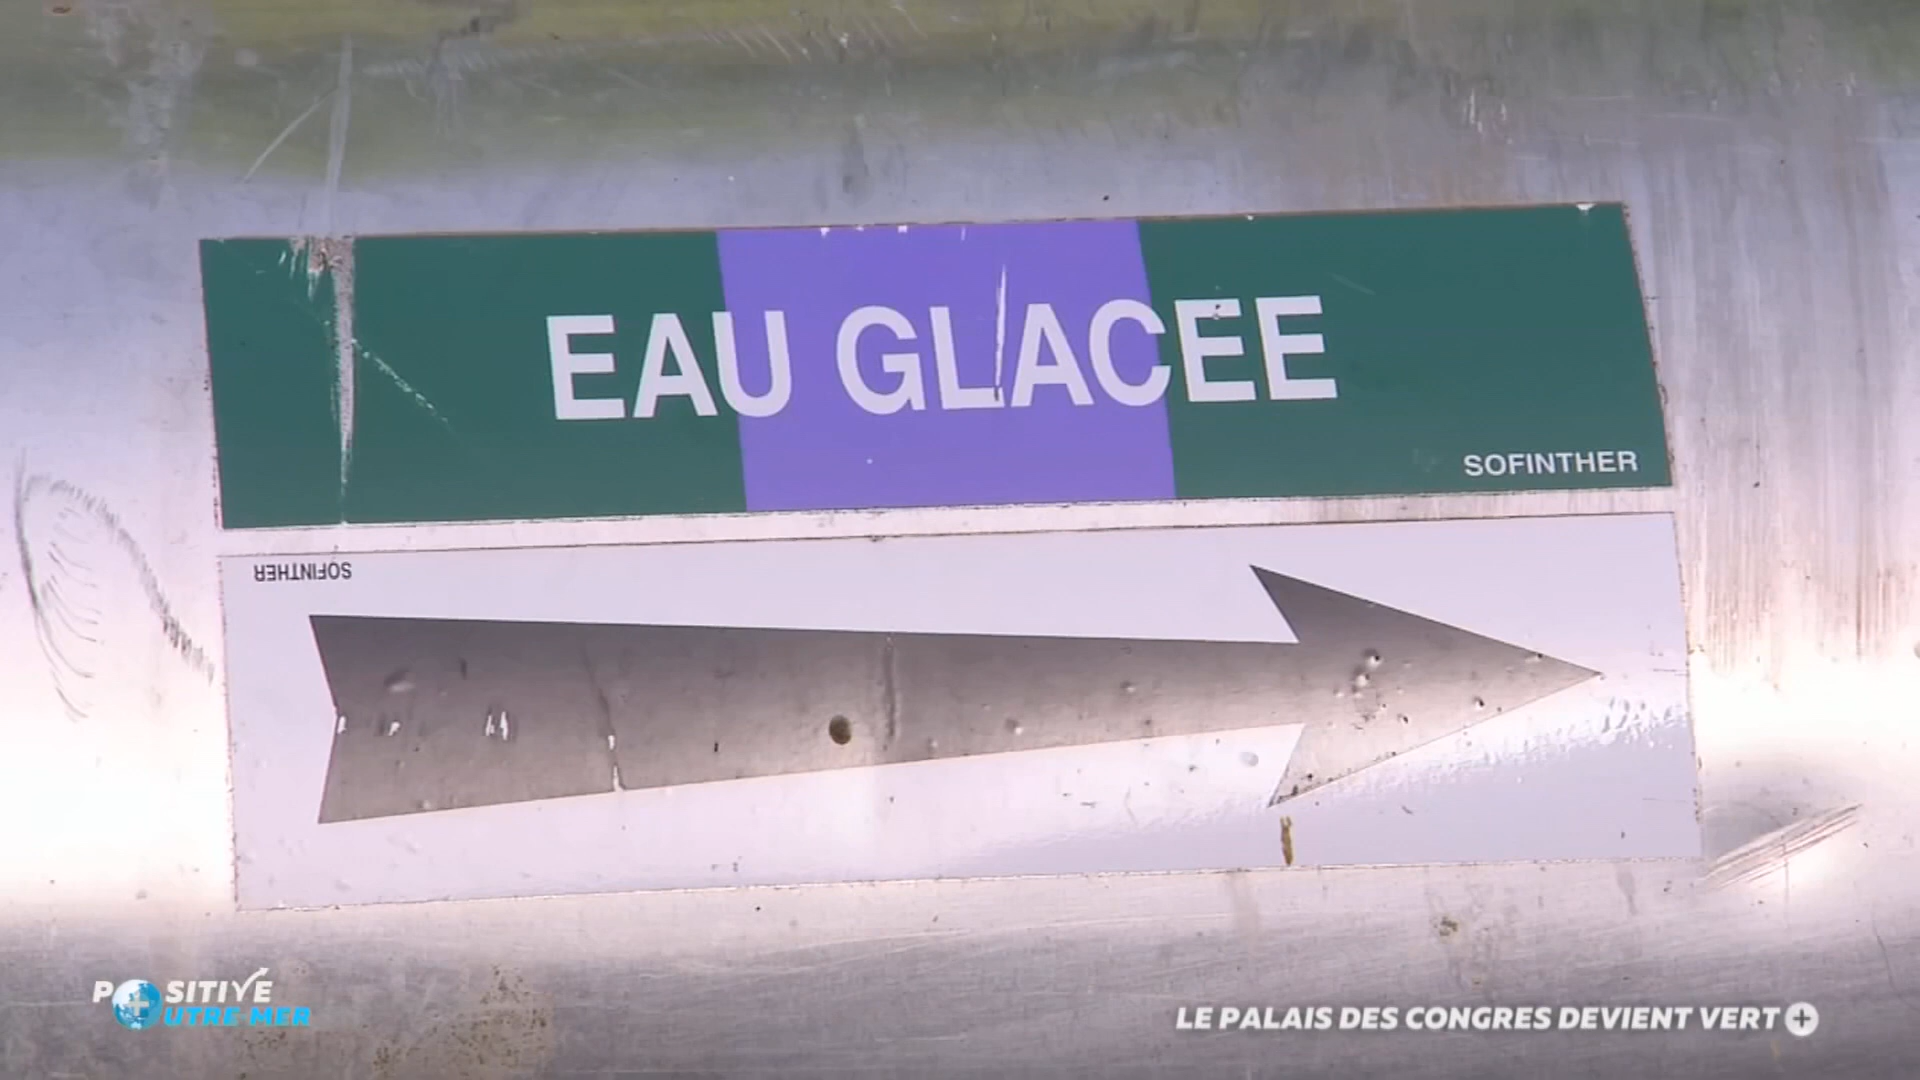 EAU GLACEE
SOFINTHER
SOFINTHER
POSITIVE
OUTRE-MER
LE PALAIS DES CONGRES DEVIENT VERT +